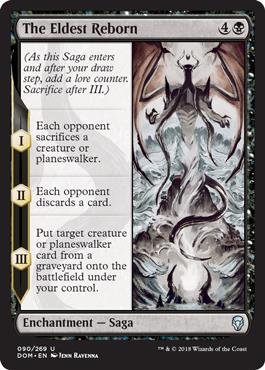 The Eldest Reborn 4
(As this Saga enters
and after your draw
step, add a lore counter.
Sacrifice after III.)
I
Each opponent
sacrifices a
creature or
planeswalker.
II
Each opponent
discards a card.
III
Put target creature
or planeswalker
card from a
graveyard onto the
battlefield under
your control.
Enchantment — Saga
090/269 U
DOM • EN JENN RAVENNA
™ & © 2018 Wizards of the Coast